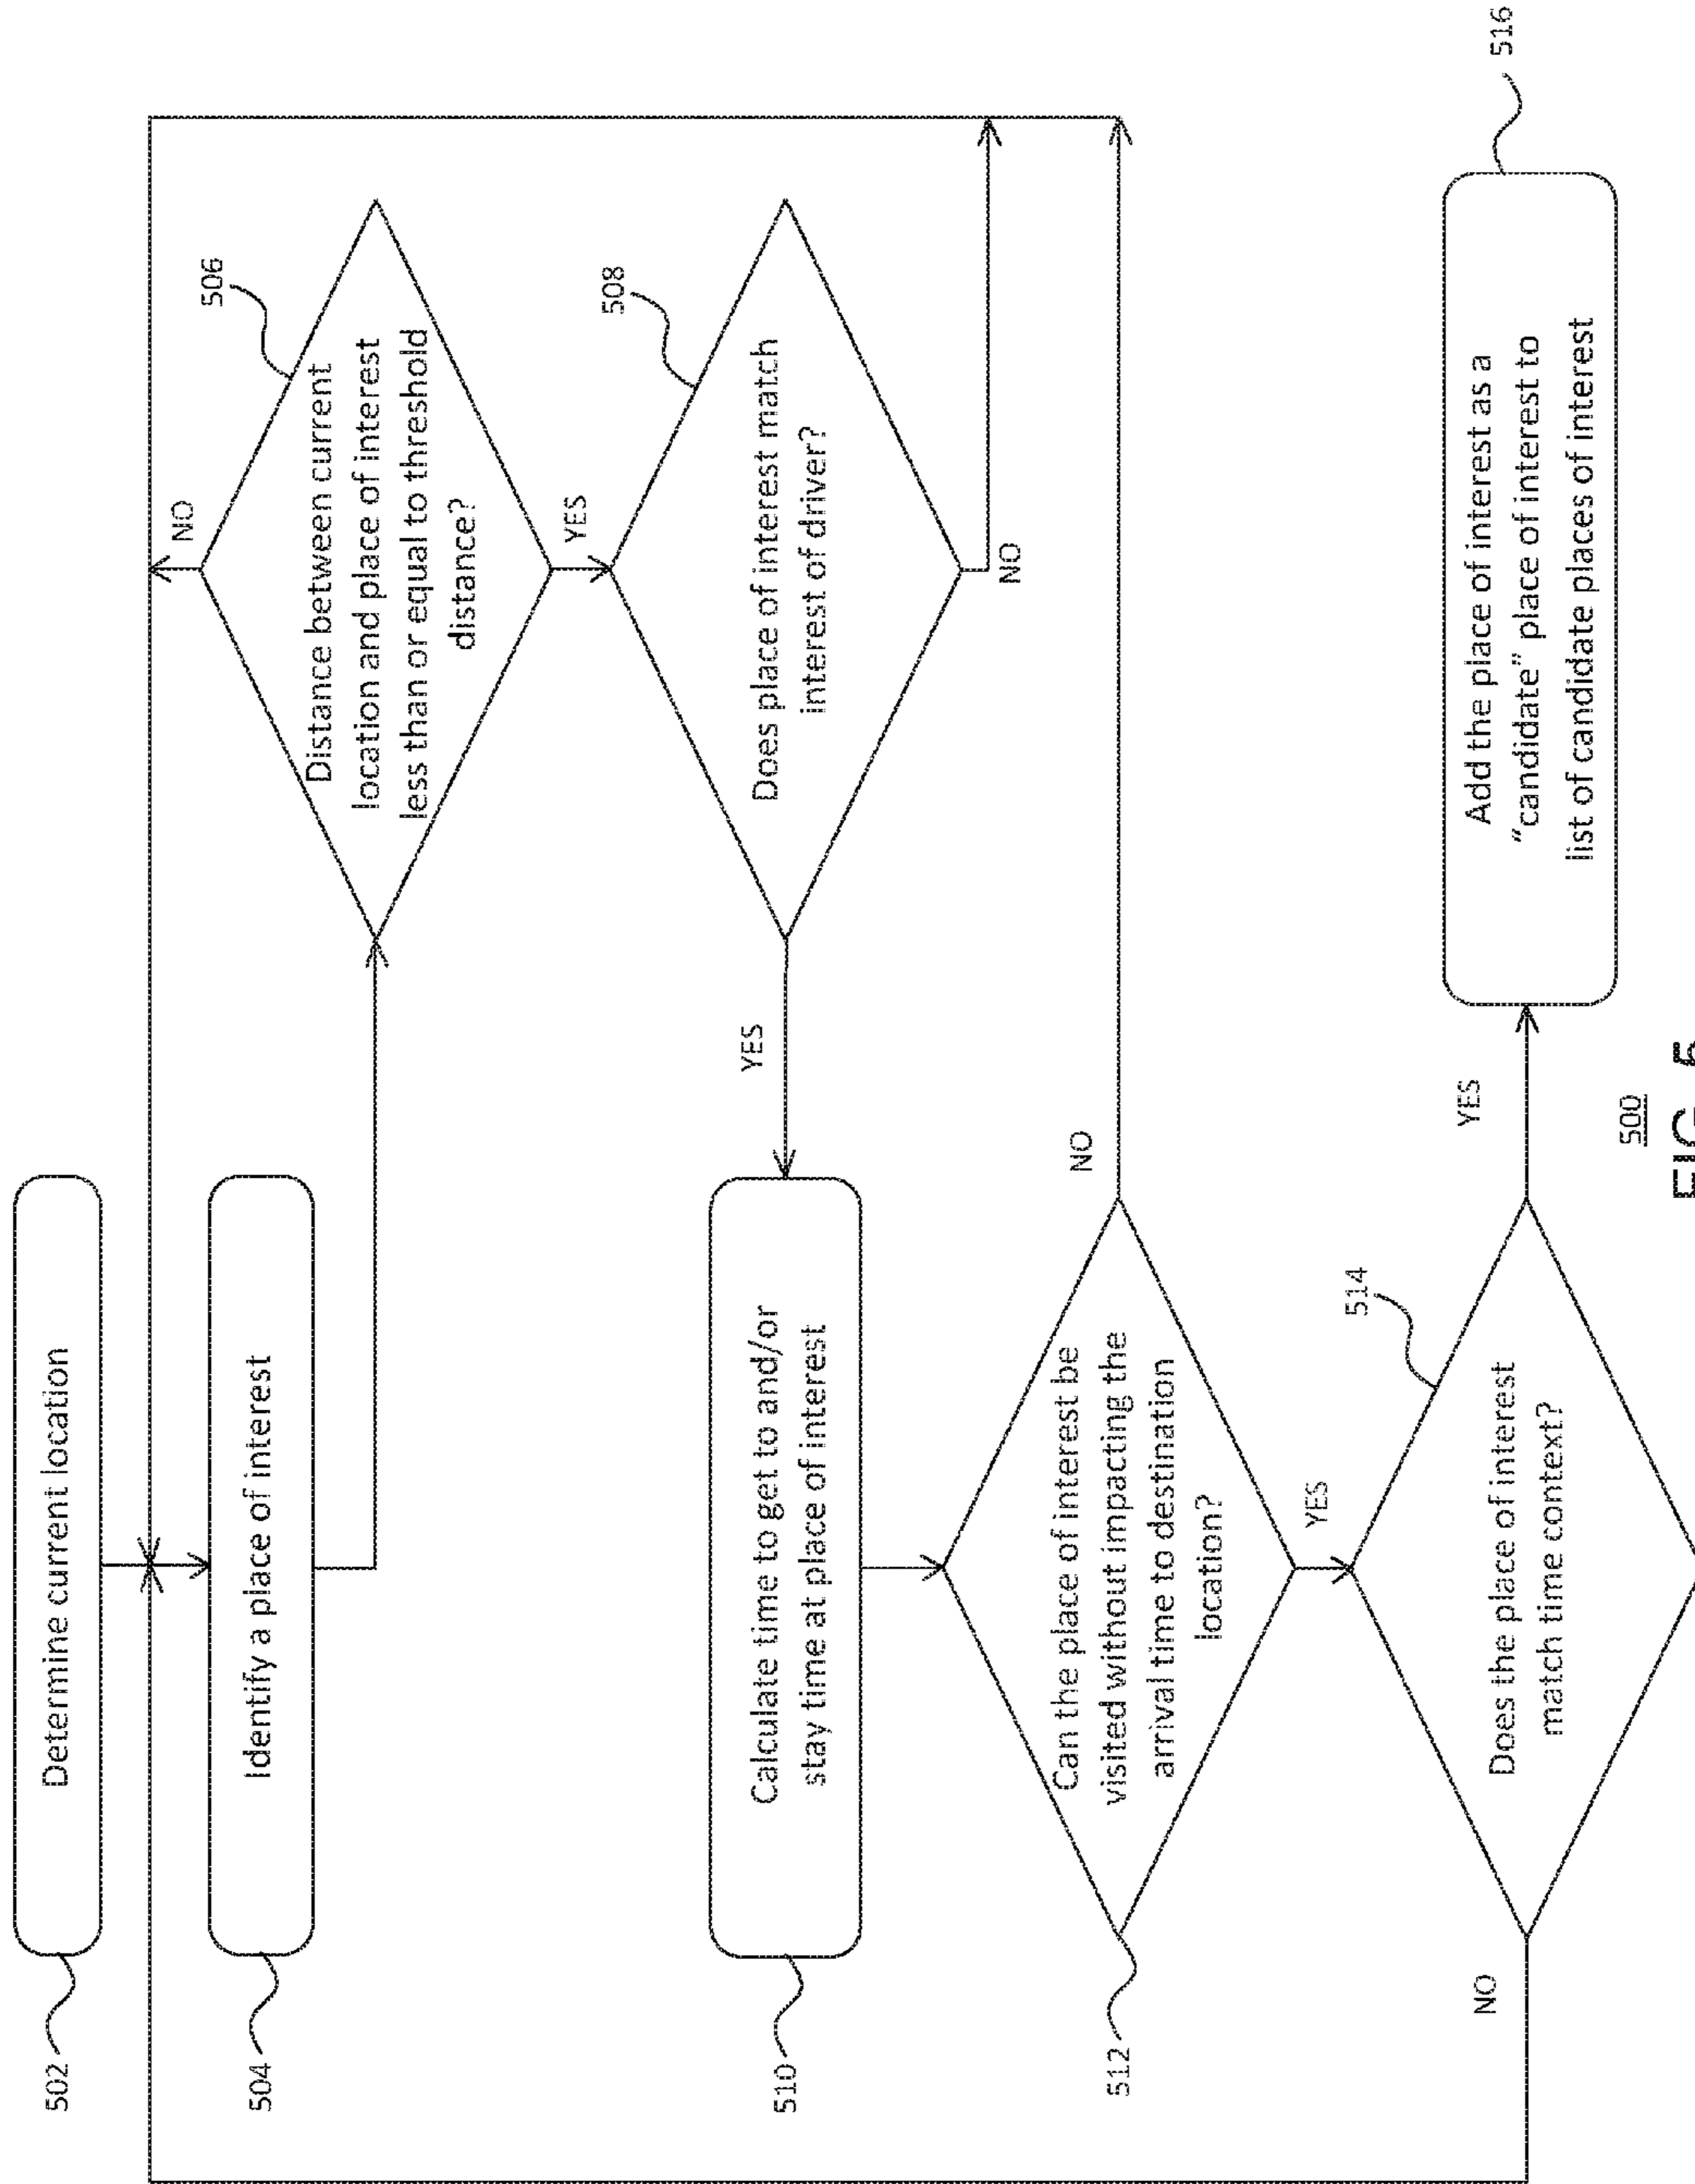 502
Determine current location
504
Identify a place of interest
506
Distance between current
location and place of interest
less than or equal to threshold
distance?
NO
YES
508
Does place of interest match
interest of driver?
NO
YES
510
Calculate time to get to and/or
stay time at place of interest
512
Can the place of interest be
visited without impacting the
arrival time to destination
location?
NO
YES
514
Does the place of interest
match time context?
NO
YES
516
Add the place of interest as a
“candidate” place of interest to
list of candidate places of interest
500
FIG. 5